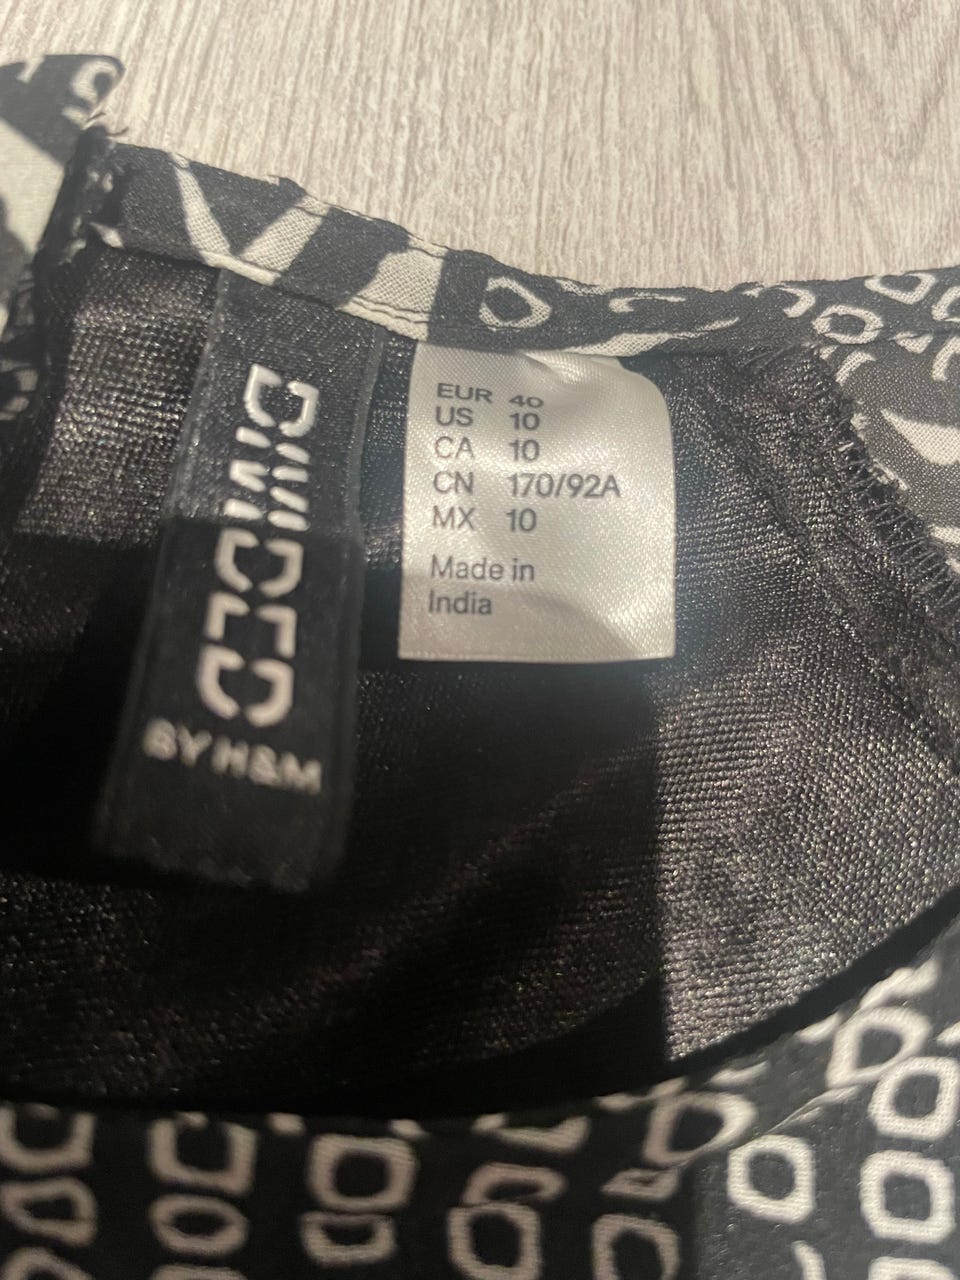 DIVIDED
BY H&M
EUR 40
US 10
CA 10
CN 170/92A
MX 10
Made in
India